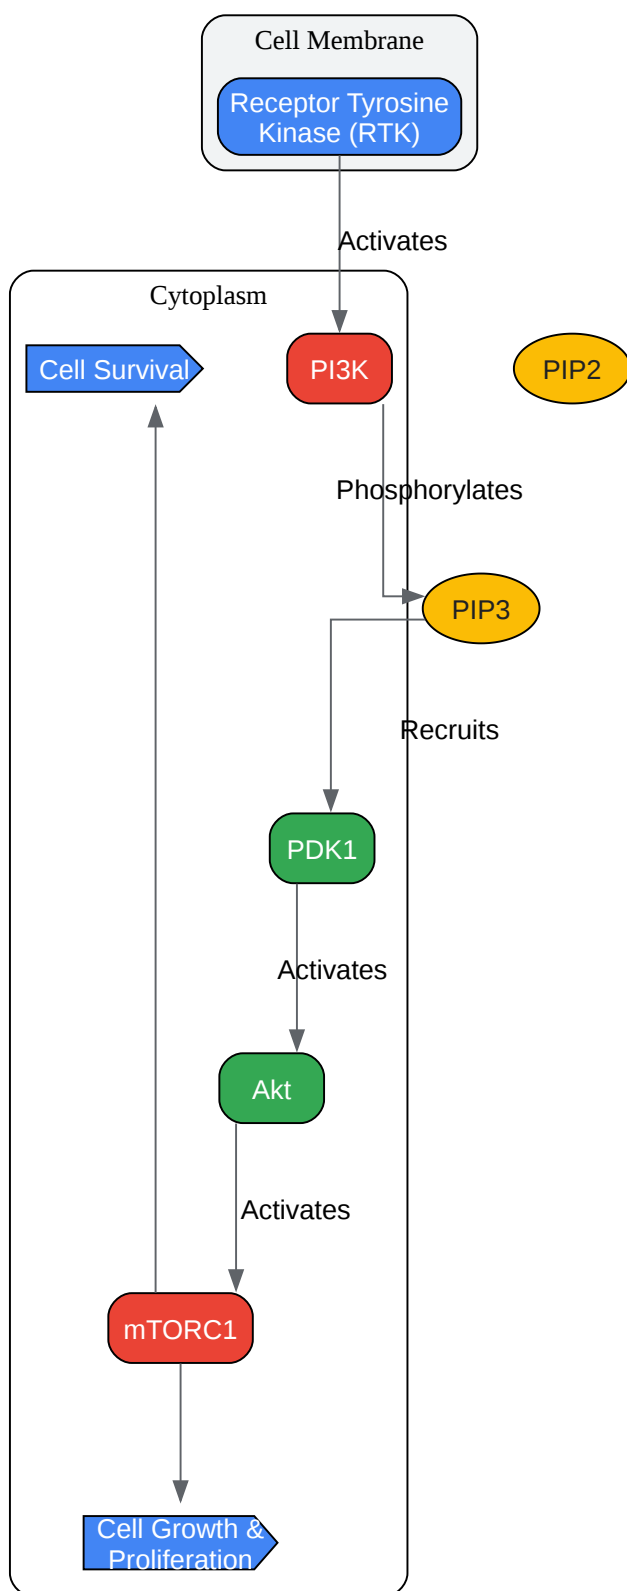 Cell Membrane
Receptor Tyrosine
Kinase (RTK)
Activates
Cytoplasm
Cell Survival
PI3K
PIP2
Phosphorylates
PIP3
Recruits
PDK1
Activates
Akt
Activates
mTORC1
Cell Growth &
Proliferation